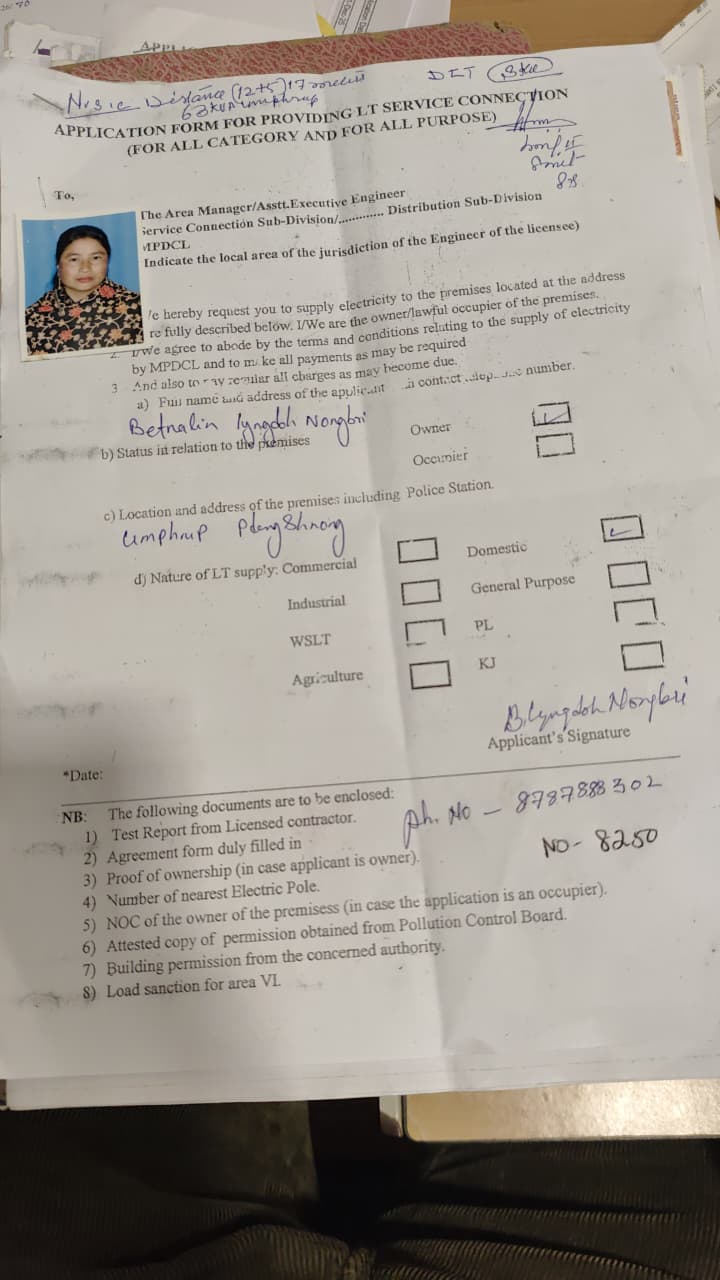 APPLI
N.s.c Distance (12+5) 17 metres DLT
63 KVA Umphrup
APPLICATION FORM FOR PROVIDING LT SERVICE CONNECTION
(FOR ALL CATEGORY AND FOR ALL PURPOSE)
To,
The Area Manager/Asstt.Executive Engineer
Service Connection Sub-Division/............. Distribution Sub-Division
MPDCL
Indicate the local area of the jurisdiction of the Engineer of the licensee)
/e hereby request you to supply electricity to the premises located at the address
re fully described below. I/We are the owner/lawful occupier of the premises.
2. I/We agree to abode by the terms and conditions relating to the supply of electricity
by MPDCL and to make all payments as may be required
3 And also to pay regular all charges as may become due.
a) Full name and address of the applicant contact number.
Betnalin lyngdoh Nongbri
b) Status in relation to the premises
Owner
Occupier
c) Location and address of the premises including Police Station.
Umphrup Pdengshnong
d) Nature of LT supply: Commercial Domestic
Industrial General Purpose
WSLT PL
Agriculture KJ
B. Lyngdoh Nongbri
Applicant's Signature
*Date:
NB: The following documents are to be enclosed:
1) Test Report from Licensed contractor.
2) Agreement form duly filled in
ph. No - 8787888302
3) Proof of ownership (in case applicant is owner).
4) Number of nearest Electric Pole.
NO- 8250
5) NOC of the owner of the premisess (in case the application is an occupier).
6) Attested copy of permission obtained from Pollution Control Board.
7) Building permission from the concerned authority.
8) Load sanction for area VI.